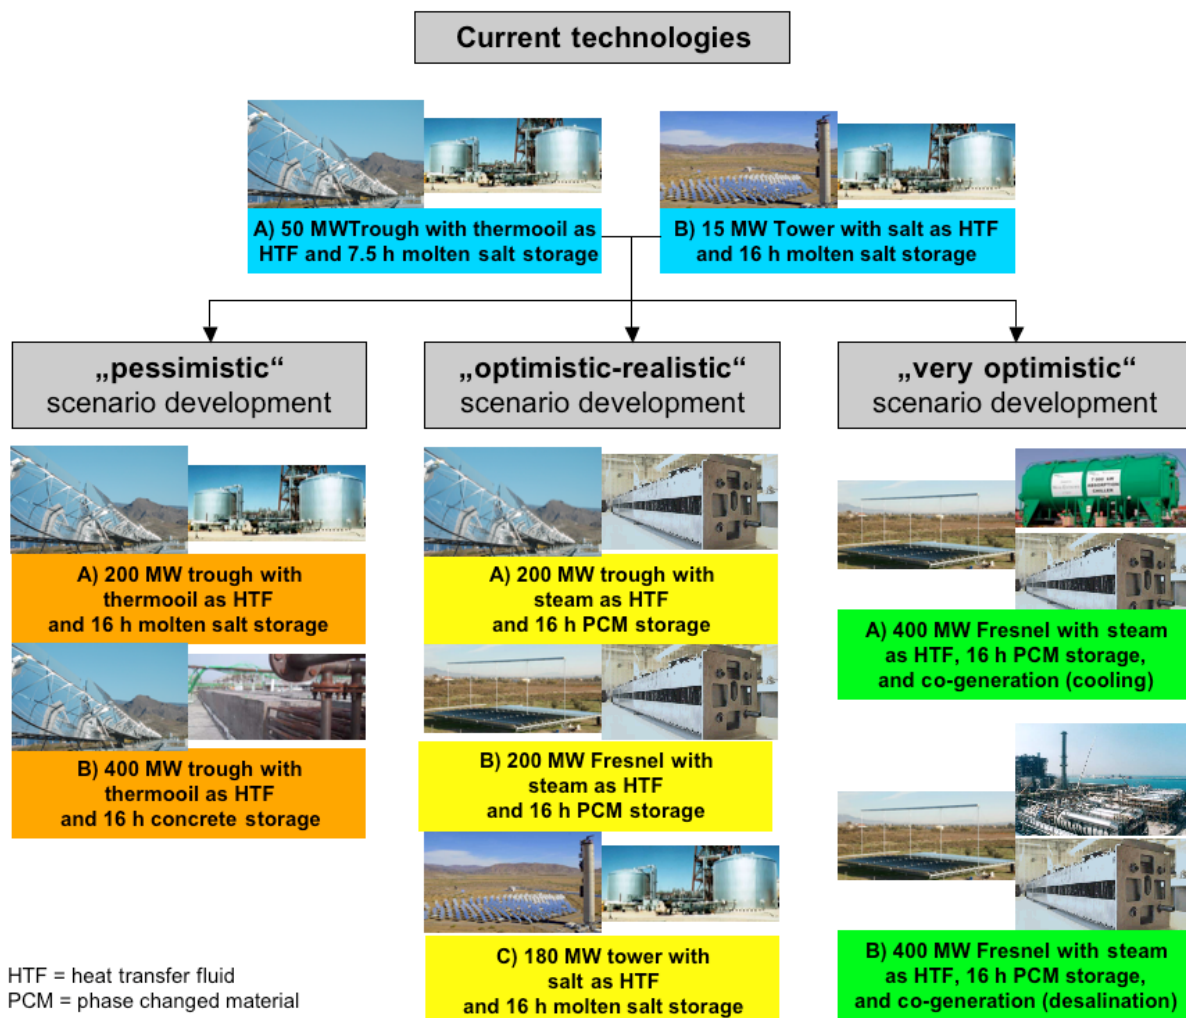 Current technologies
A) 50 MWTrough with thermooil as
HTF and 7.5 h molten salt storage
B) 15 MW Tower with salt as HTF
and 16 h molten salt storage
„pessimistic“
scenario development
„optimistic-realistic“
scenario development
„very optimistic“
scenario development
A) 200 MW trough with
thermooil as HTF
and 16 h molten salt storage
B) 400 MW trough with
thermooil as HTF
and 16 h concrete storage
A) 200 MW trough with
steam as HTF
and 16 h PCM storage
B) 200 MW Fresnel with
steam as HTF
and 16 h PCM storage
C) 180 MW tower with
salt as HTF
and 16 h molten salt storage
ABSORPTION
CHILLER
A) 400 MW Fresnel with steam
as HTF, 16 h PCM storage,
and co-generation (cooling)
B) 400 MW Fresnel with steam
as HTF, 16 h PCM storage,
and co-generation (desalination)
HTF = heat transfer fluid
PCM = phase changed material